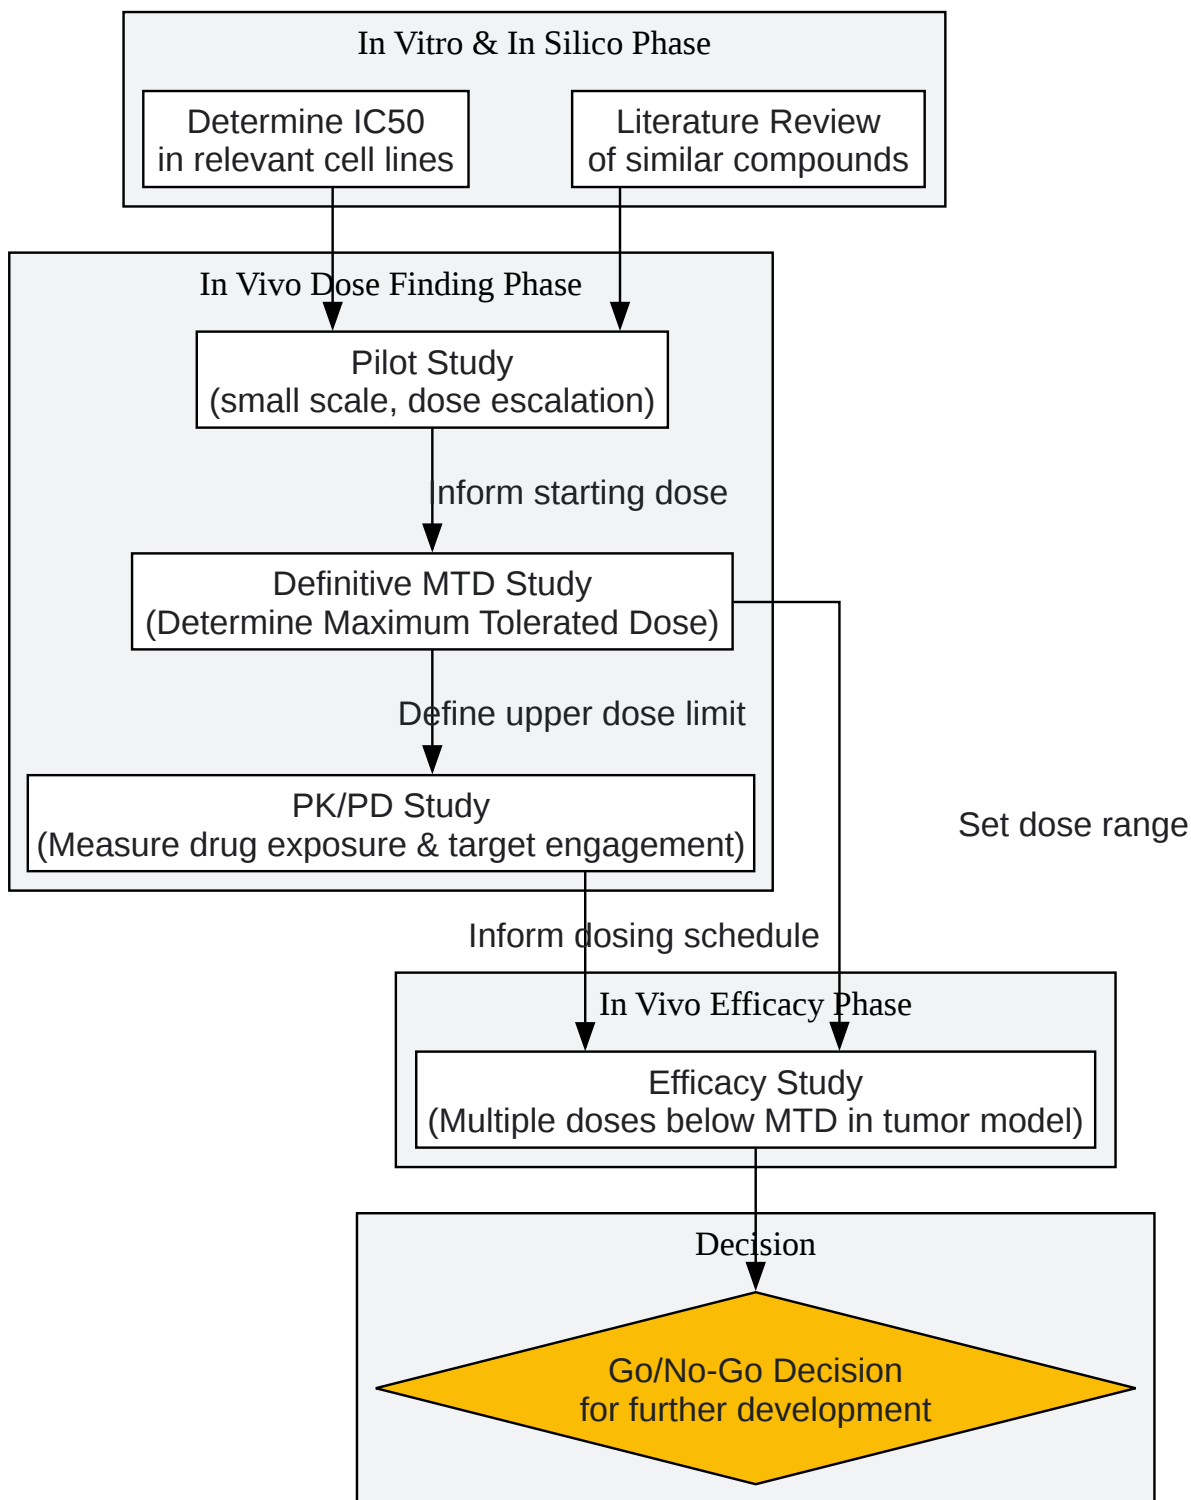 In Vitro & In Silico Phase
Determine IC50
in relevant cell lines
Literature Review
of similar compounds
In Vivo Dose Finding Phase
Pilot Study
(small scale, dose escalation)
Inform starting dose
Definitive MTD Study
(Determine Maximum Tolerated Dose)
Define upper dose limit
PK/PD Study
(Measure drug exposure & target engagement)
Set dose range
Inform dosing schedule
In Vivo Efficacy Phase
Efficacy Study
(Multiple doses below MTD in tumor model)
Decision
Go/No-Go Decision
for further development